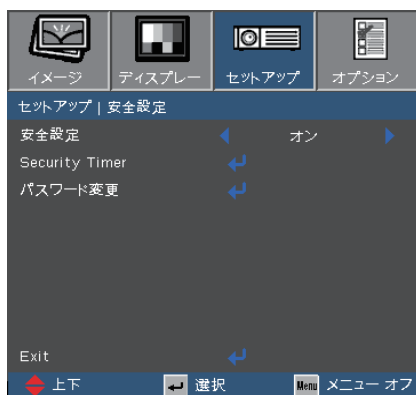 イメージ ディスプレー セットアップ オプション
セットアップ | 安全設定
安全設定 オン
Security Timer
パスワード変更
Exit
上下 選択 Menu メニュー オフ